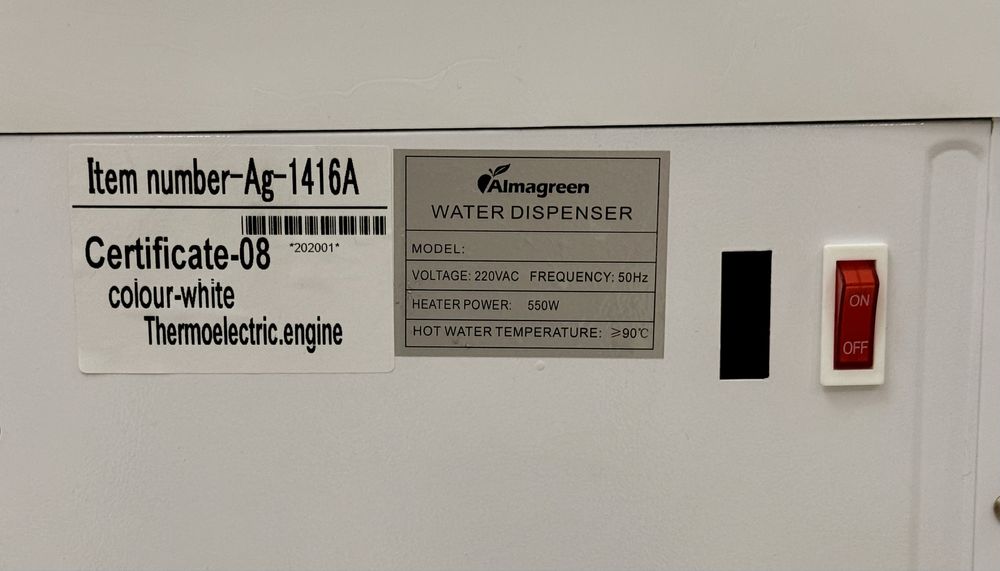 Item number-Ag-1416A
*202001*
Certificate-08
colour-white
Thermoelectric.engine
Almagreen
WATER DISPENSER
MODEL:
VOLTAGE: 220VAC FREQUENCY: 50Hz
HEATER POWER: 550W
HOT WATER TEMPERATURE: ≥90℃
ON
OFF